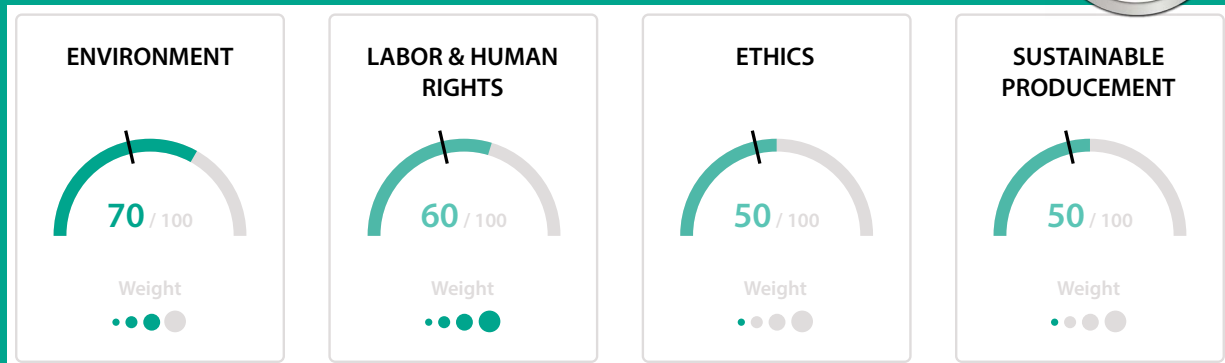 ENVIRONMENT
70 / 100
Weight
LABOR & HUMAN
RIGHTS
60 / 100
Weight
ETHICS
50 / 100
Weight
SUSTAINABLE
PRODUCEMENT
50 / 100
Weight